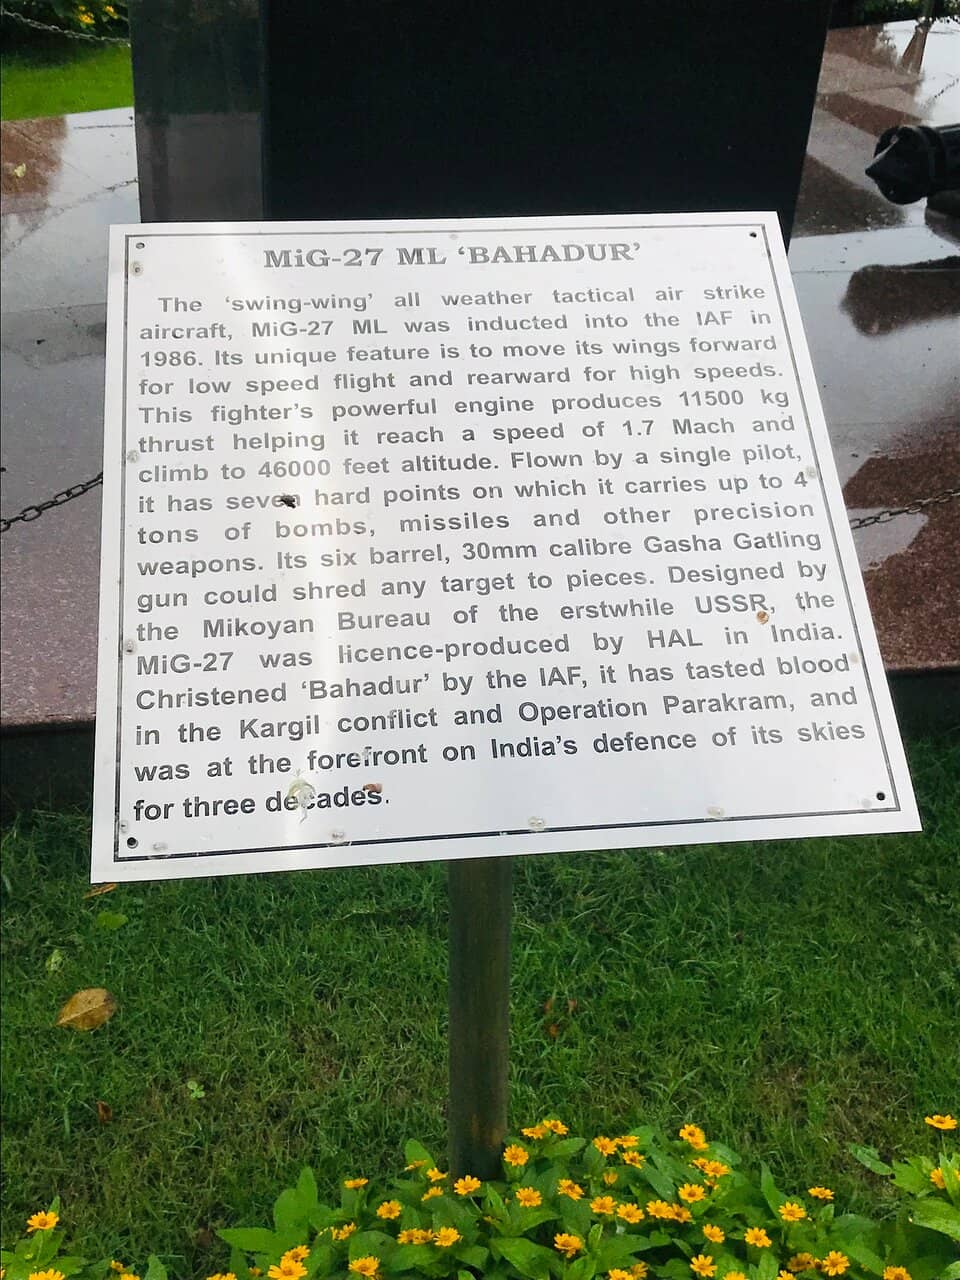 MiG-27 ML ‘BAHADUR’
The ‘swing-wing’ all weather tactical air strike
aircraft, MiG-27 ML was inducted into the IAF in
1986. Its unique feature is to move its wings forward
for low speed flight and rearward for high speeds.
This fighter’s powerful engine produces 11500 kg
thrust helping it reach a speed of 1.7 Mach and
climb to 46000 feet altitude. Flown by a single pilot,
it has seven hard points on which it carries up to 4
tons of bombs, missiles and other precision
weapons. Its six barrel, 30mm calibre Gasha Gatling
gun could shred any target to pieces. Designed by
the Mikoyan Bureau of the erstwhile USSR, the
MiG-27 was licence-produced by HAL in India.
Christened ‘Bahadur’ by the IAF, it has tasted blood
in the Kargil conflict and Operation Parakram, and
was at the forefront on India’s defence of its skies
for three decades.